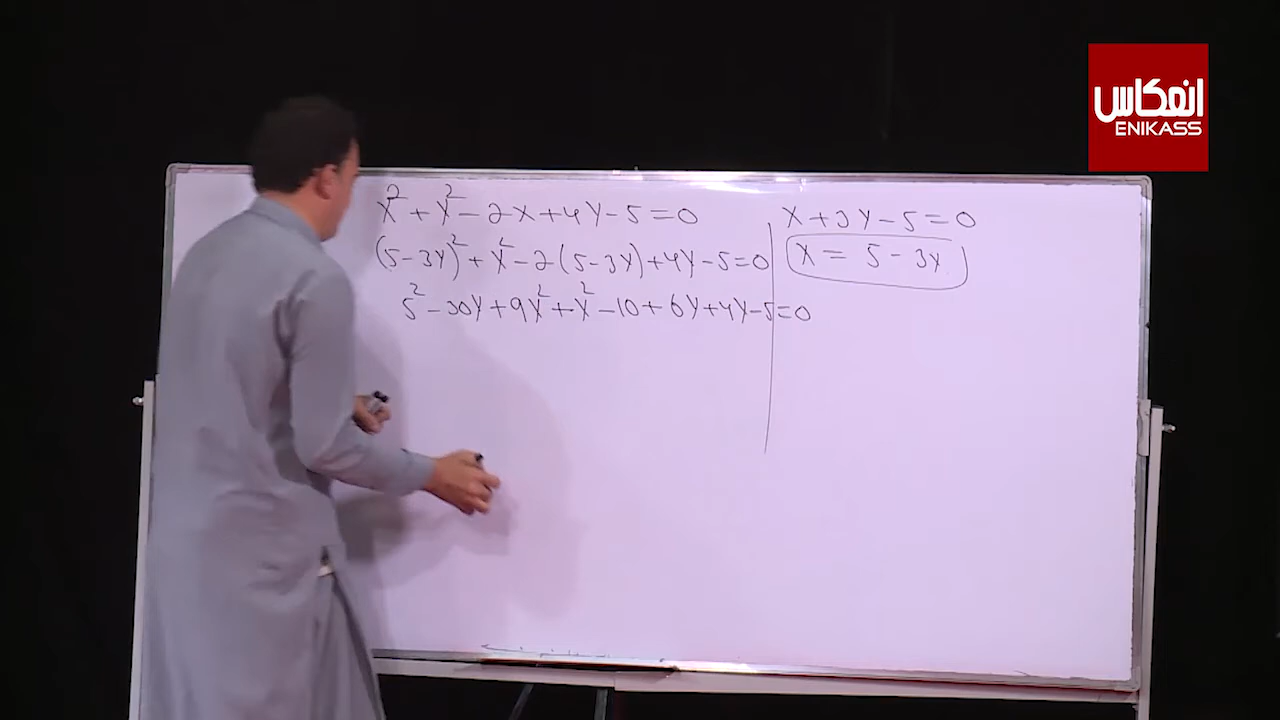 انعکاس
ENIKASS
x² + y² - 2x + 4y - 5 = 0
(5 - 3y)² + y² - 2(5 - 3y) + 4y - 5 = 0
5² - 30y + 9y² + y² - 10 + 6y + 4y - 5 = 0
x + 3y - 5 = 0
x = 5 - 3y